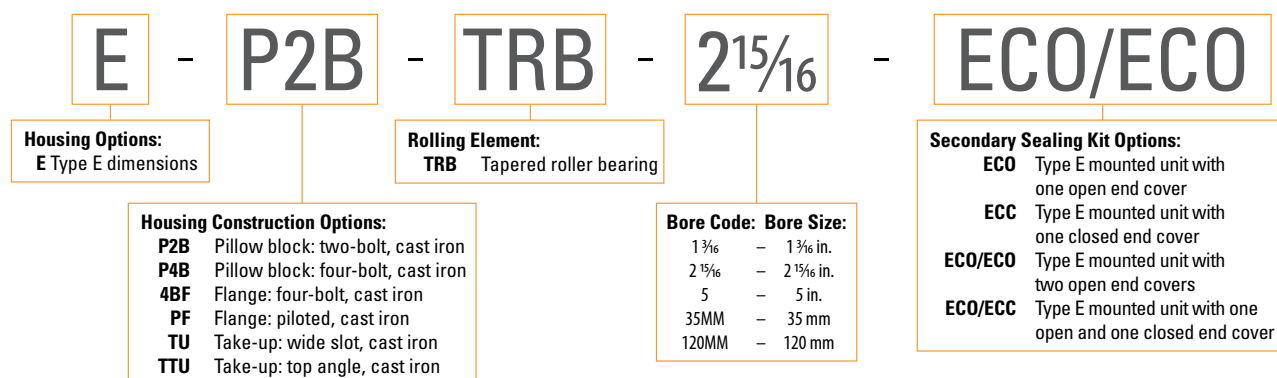 E - P2B - TRB - 2 15/16 - ECO/ECO
Housing Options:
E Type E dimensions
Rolling Element:
TRB Tapered roller bearing
Housing Construction Options:
P2B Pillow block: two-bolt, cast iron
P4B Pillow block: four-bolt, cast iron
4BF Flange: four-bolt, cast iron
PF Flange: piloted, cast iron
TU Take-up: wide slot, cast iron
TTU Take-up: top angle, cast iron
Bore Code: Bore Size:
1 3/16 – 1 3/16 in.
2 15/16 – 2 15/16 in.
5 – 5 in.
35MM – 35 mm
120MM – 120 mm
Secondary Sealing Kit Options:
ECO Type E mounted unit with
one open end cover
ECC Type E mounted unit with
one closed end cover
ECO/ECO Type E mounted unit with
two open end covers
ECO/ECC Type E mounted unit with one
open and one closed end cover